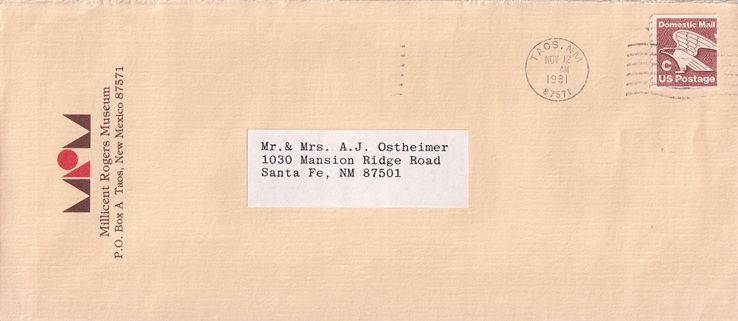 MRM
Millicent Rogers Museum
P.O. Box A Taos, New Mexico 87571
TAOS, NM
NOV 12
AM
1981
87571
Domestic Mail
C
US Postage
Mr.& Mrs. A.J. Ostheimer
1030 Mansion Ridge Road
Santa Fe, NM 87501